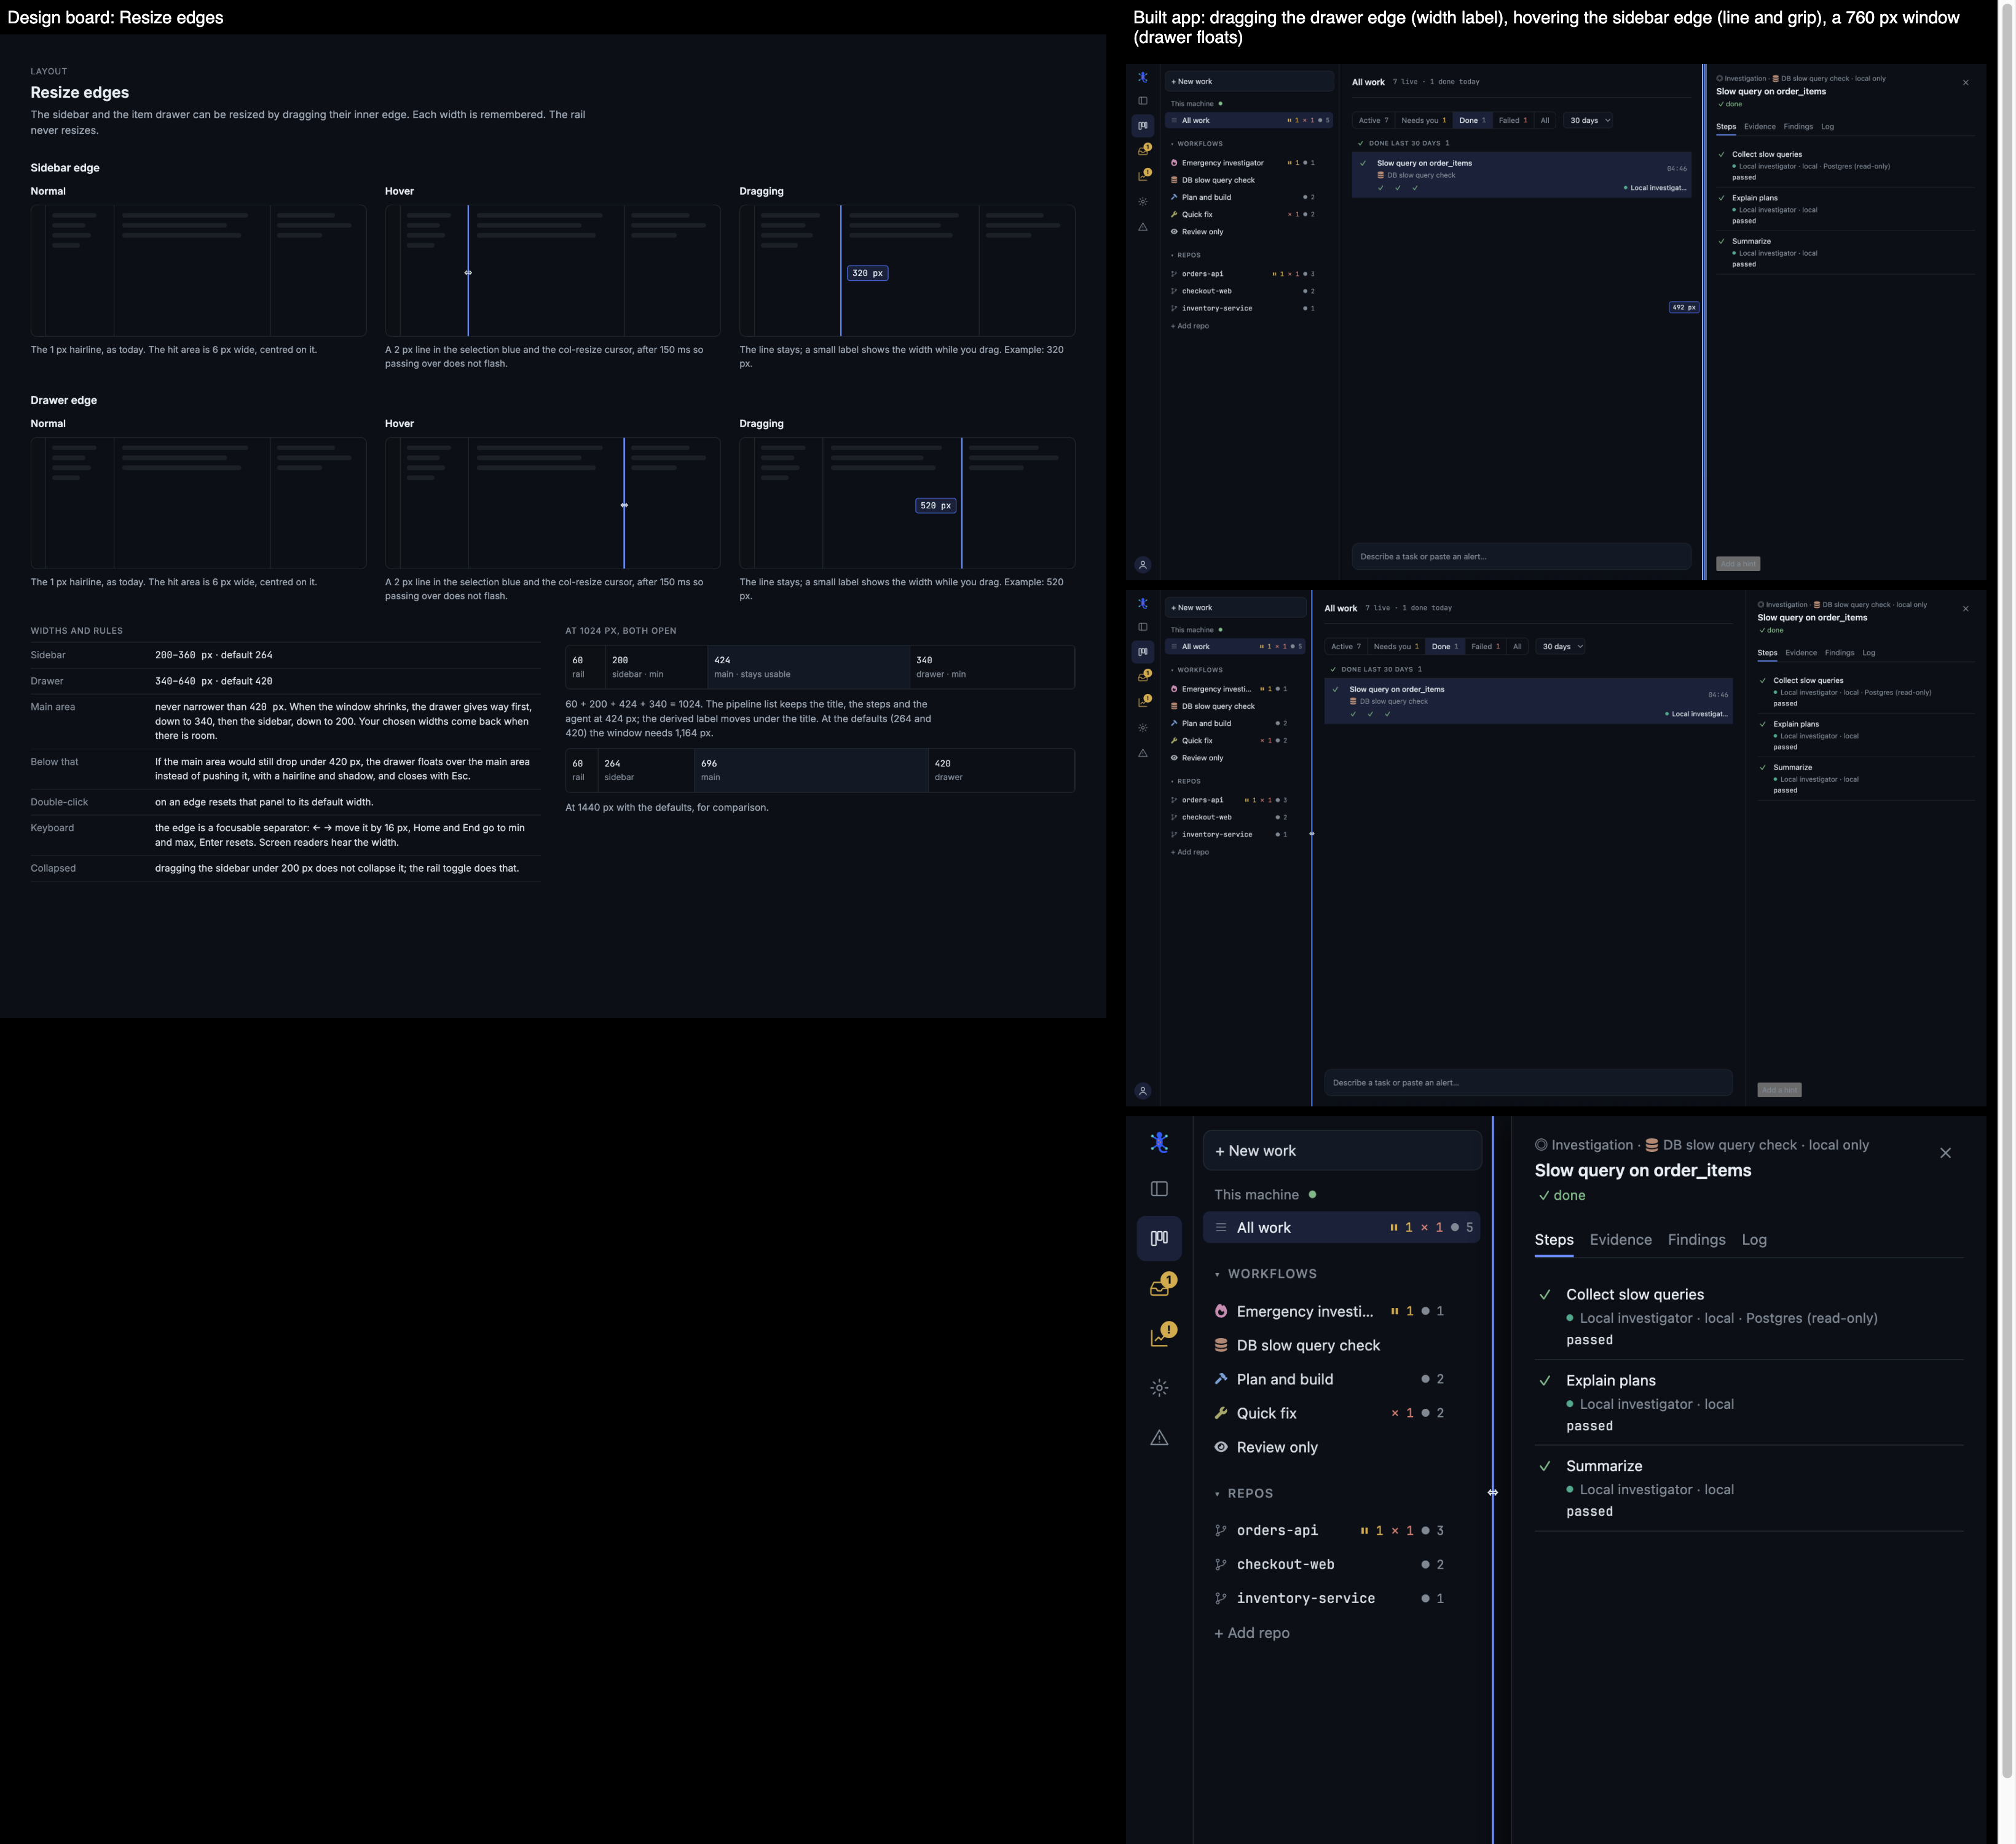 Design board: Resize edges
LAYOUT
Resize edges
The sidebar and the item drawer can be resized by dragging their inner edge. Each width is remembered. The rail
never resizes.
Sidebar edge
Normal
Hover
Dragging
320 px
The 1 px hairline, as today. The hit area is 6 px wide, centred on it.
A 2 px line in the selection blue and the col-resize cursor, after 150 ms so
passing over does not flash.
The line stays; a small label shows the width while you drag. Example: 320
px.
Drawer edge
Normal
Hover
Dragging
520 px
The 1 px hairline, as today. The hit area is 6 px wide, centred on it.
A 2 px line in the selection blue and the col-resize cursor, after 150 ms so
passing over does not flash.
The line stays; a small label shows the width while you drag. Example: 520
px.
WIDTHS AND RULES
Sidebar 200–360 px · default 264
Drawer 340–640 px · default 420
Main area never narrower than 420 px. When the window shrinks, the drawer gives way first,
down to 340, then the sidebar, down to 200. Your chosen widths come back when
there is room.
Below that If the main area would still drop under 420 px, the drawer floats over the main area
instead of pushing it, with a hairline and shadow, and closes with Esc.
Double-click on an edge resets that panel to its default width.
Keyboard the edge is a focusable separator: ← → move it by 16 px, Home and End go to min
and max, Enter resets. Screen readers hear the width.
Collapsed dragging the sidebar under 200 px does not collapse it; the rail toggle does that.
AT 1024 PX, BOTH OPEN
60 200 424 340
rail sidebar · min main · stays usable drawer · min
60 + 200 + 424 + 340 = 1024. The pipeline list keeps the title, the steps and the
agent at 424 px; the derived label moves under the title. At the defaults (264 and
420) the window needs 1,164 px.
60 264 696 420
rail sidebar main drawer
At 1440 px with the defaults, for comparison.
Built app: dragging the drawer edge (width label), hovering the sidebar edge (line and grip), a 760 px window
(drawer floats)
+ New work
This machine
All work 1 × 1 5
WORKFLOWS
Emergency investigator 1 1
DB slow query check
Plan and build 2
Quick fix × 1 2
Review only
REPOS
orders-api 1 × 1 3
checkout-web 2
inventory-service 1
+ Add repo
1
!
All work 7 live · 1 done today
Active 7 Needs you 1 Done 1 Failed 1 All 30 days
✓ DONE LAST 30 DAYS 1
✓ Slow query on order_items 04:46
DB slow query check
✓ ✓ ✓ Local investigat...
492 px
Describe a task or paste an alert...
Investigation · DB slow query check · local only
Slow query on order_items
✓ done
Steps Evidence Findings Log
✓ Collect slow queries
Local investigator · local · Postgres (read-only)
passed
✓ Explain plans
Local investigator · local
passed
✓ Summarize
Local investigator · local
passed
Add a hint
+ New work
This machine
All work 1 × 1 5
WORKFLOWS
Emergency investi... 1 1
DB slow query check
Plan and build 2
Quick fix × 1 2
Review only
REPOS
orders-api 1 × 1 3
checkout-web 2
inventory-service 1
+ Add repo
1
!
All work 7 live · 1 done today
Active 7 Needs you 1 Done 1 Failed 1 All 30 days
✓ DONE LAST 30 DAYS 1
✓ Slow query on order_items 04:46
DB slow query check
✓ ✓ ✓ Local investigat...
Describe a task or paste an alert...
Investigation · DB slow query check · local only
Slow query on order_items
✓ done
Steps Evidence Findings Log
✓ Collect slow queries
Local investigator · local · Postgres (read-only)
passed
✓ Explain plans
Local investigator · local
passed
✓ Summarize
Local investigator · local
passed
Add a hint
+ New work
This machine
All work 1 × 1 5
WORKFLOWS
Emergency investi... 1 1
DB slow query check
Plan and build 2
Quick fix × 1 2
Review only
REPOS
orders-api 1 × 1 3
checkout-web 2
inventory-service 1
+ Add repo
1
!
Investigation · DB slow query check · local only
Slow query on order_items
✓ done
Steps Evidence Findings Log
✓ Collect slow queries
Local investigator · local · Postgres (read-only)
passed
✓ Explain plans
Local investigator · local
passed
✓ Summarize
Local investigator · local
passed